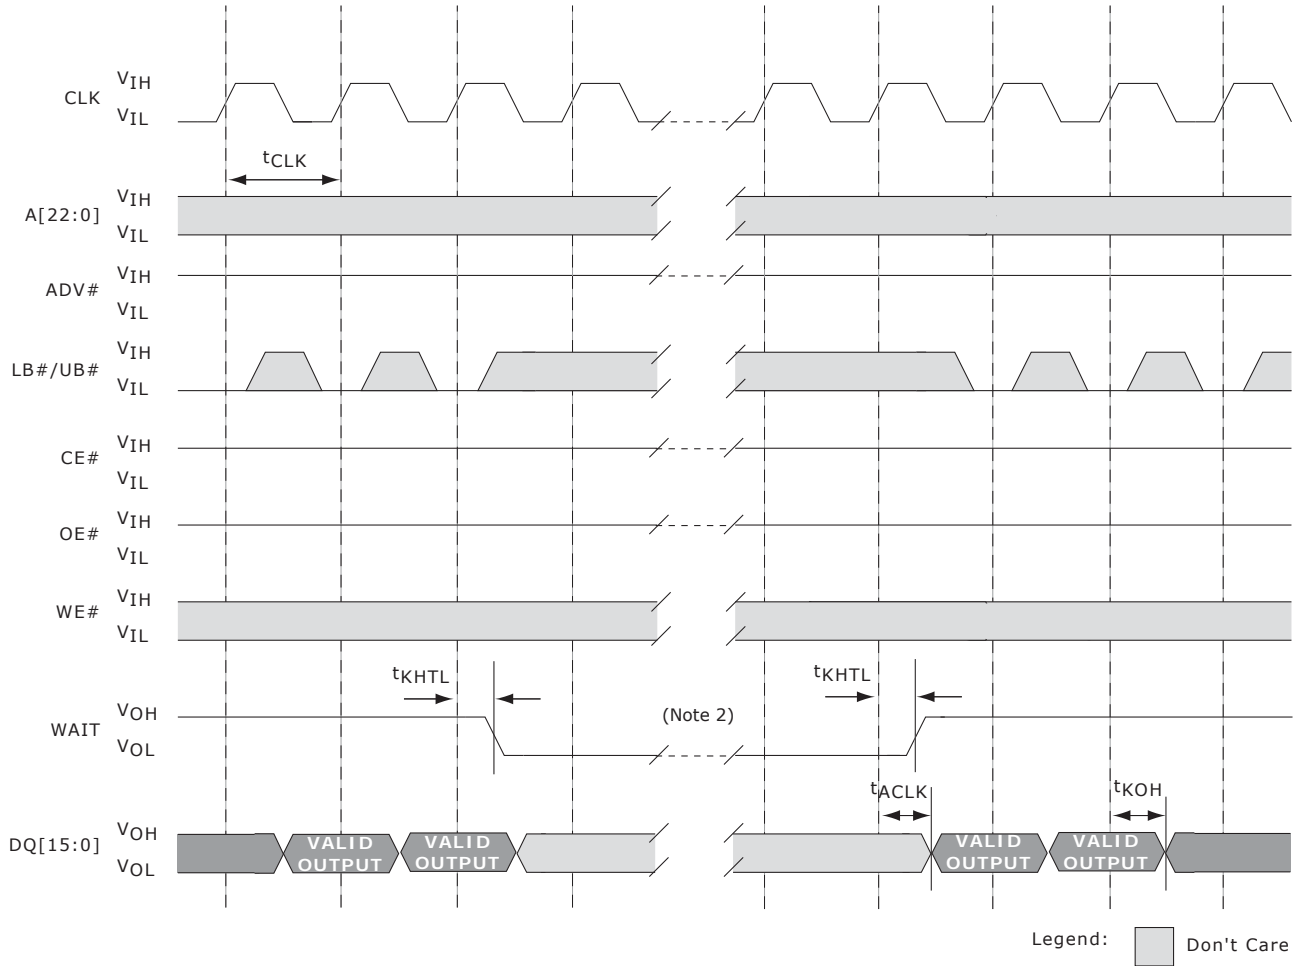 CLK VIH
VIL
tCLK
A[22:0] VIH
VIL
ADV# VIH
VIL
LB#/UB# VIH
VIL
CE# VIH
VIL
OE# VIH
VIL
WE# VIH
VIL
tKHTL tKHTL
WAIT VOH (Note 2)
VOL
tACLK tKOH
DQ[15:0] VOH VALID OUTPUT VALID OUTPUT VALID OUTPUT VALID OUTPUT
VOL
Legend: Don't Care